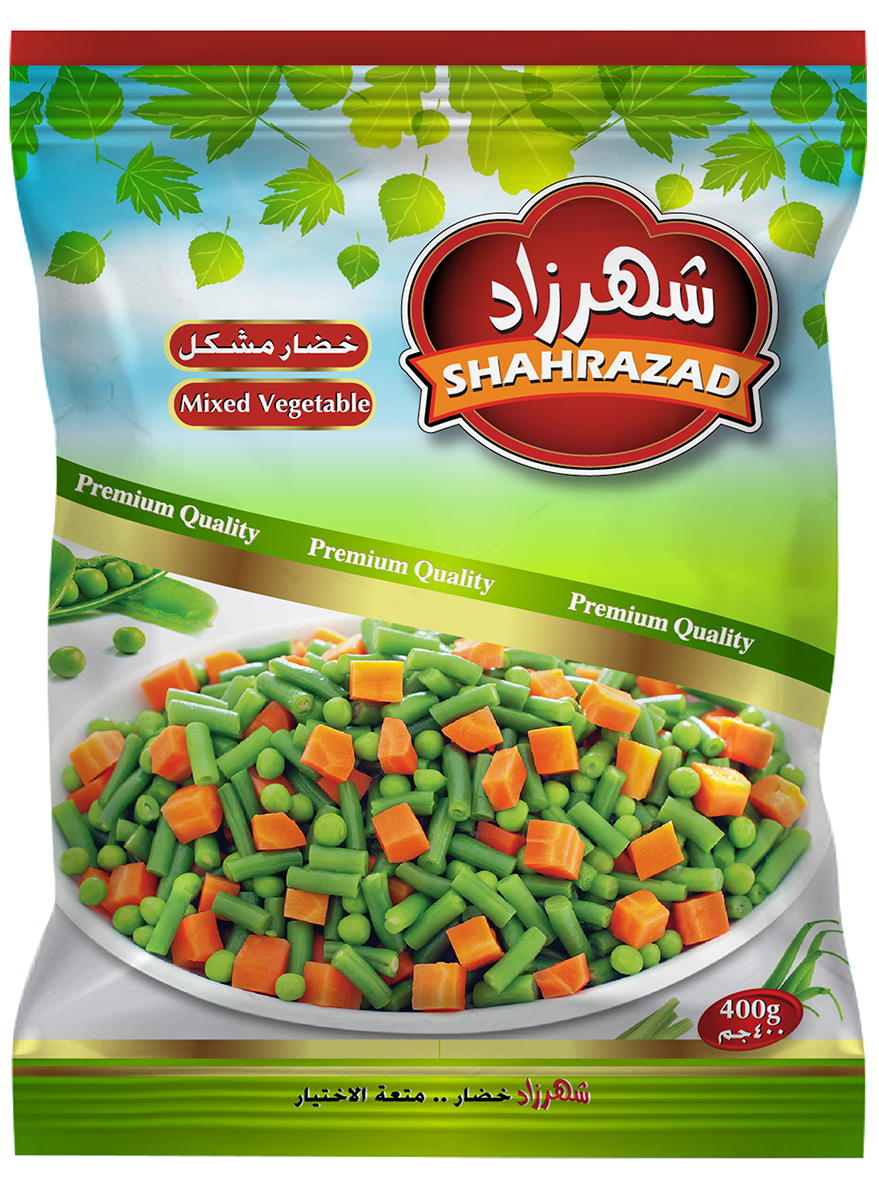 شهرزاد
SHAHRAZAD
خضار مشكل
Mixed Vegetable
Premium Quality
Premium Quality
Premium Quality
400g
٤٠٠جم
شهرزاد خضار .. متعة الاختيار